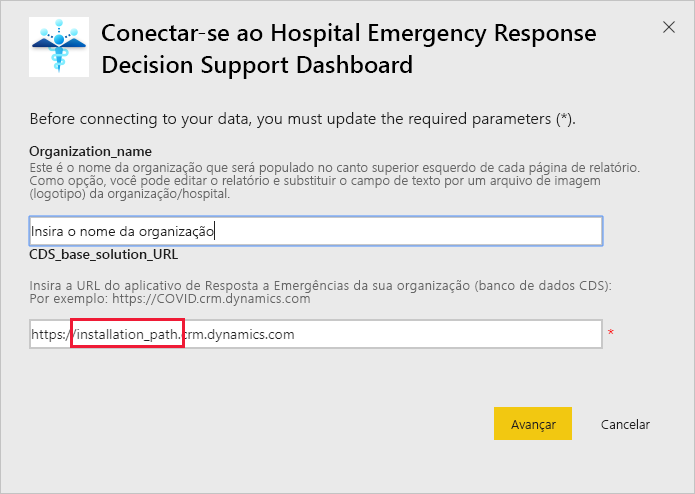 Conectar-se ao Hospital Emergency Response
Decision Support Dashboard
Before connecting to your data, you must update the required parameters (*).
Organization_name
Este é o nome da organização que será populado no canto superior esquerdo de cada página de relatório.
Como opção, você pode editar o relatório e substituir o campo de texto por um arquivo de imagem
(logotipo) da organização/hospital.
Insira o nome da organização
CDS_base_solution_URL
Insira a URL do aplicativo de Resposta a Emergências da sua organização (banco de dados CDS):
Por exemplo: https://COVID.crm.dynamics.com
https://installation_path.crm.dynamics.com *
Avançar Cancelar